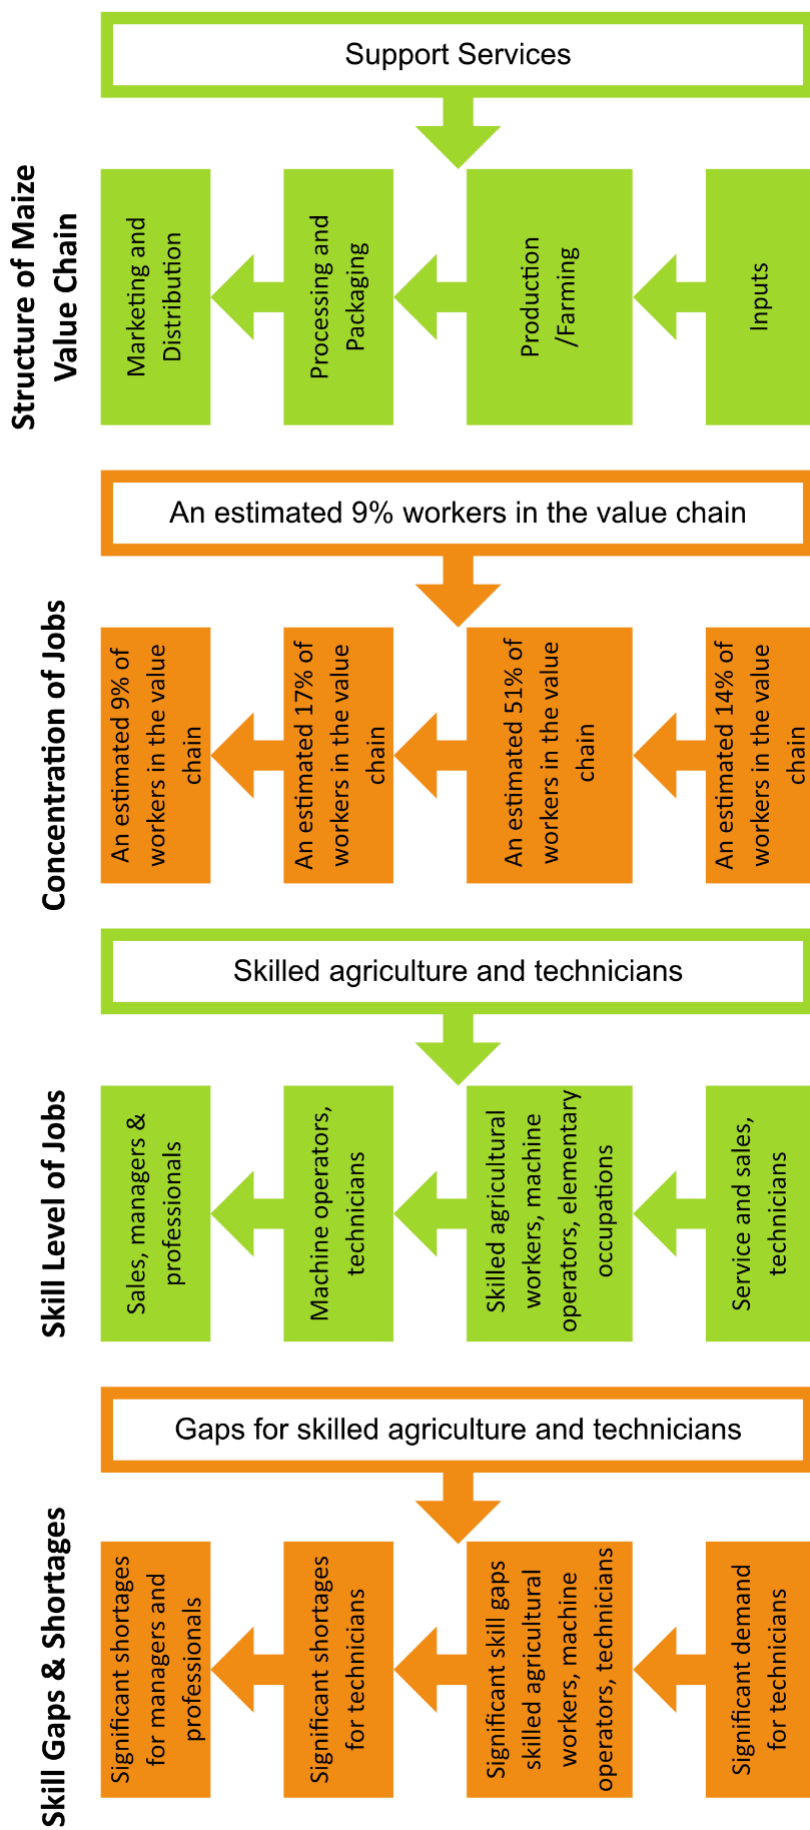 Support Services
Structure of Maize
Value Chain
Marketing and
Distribution
Processing and
Packaging
Production
/Farming
Inputs
An estimated 9% workers in the value chain
Concentration of Jobs
An estimated 9% of
workers in the value
chain
An estimated 17% of
workers in the value
chain
An estimated 51% of
workers in the value
chain
An estimated 14% of
workers in the value
chain
Skilled agriculture and technicians
Skill Level of Jobs
Sales, managers &
professionals
Machine operators,
technicians
Skilled agricultural
workers, machine
operators, elementary
occupations
Service and sales,
technicians
Gaps for skilled agriculture and technicians
Skill Gaps & Shortages
Significant shortages
for managers and
professionals
Significant shortages
for technicians
Significant skill gaps
skilled agricultural
workers, machine
operators, technicians
Significant demand
for technicians